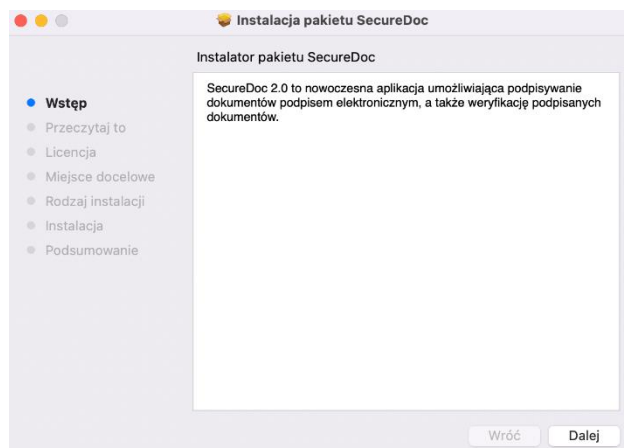 Instalacja pakietu SecureDoc
Instalator pakietu SecureDoc
Wstęp
Przeczytaj to
Licencja
Miejsce docelowe
Rodzaj instalacji
Instalacja
Podsumowanie
SecureDoc 2.0 to nowoczesna aplikacja umożliwiająca podpisywanie
dokumentów podpisem elektronicznym, a także weryfikację podpisanych
dokumentów.
Wróć
Dalej